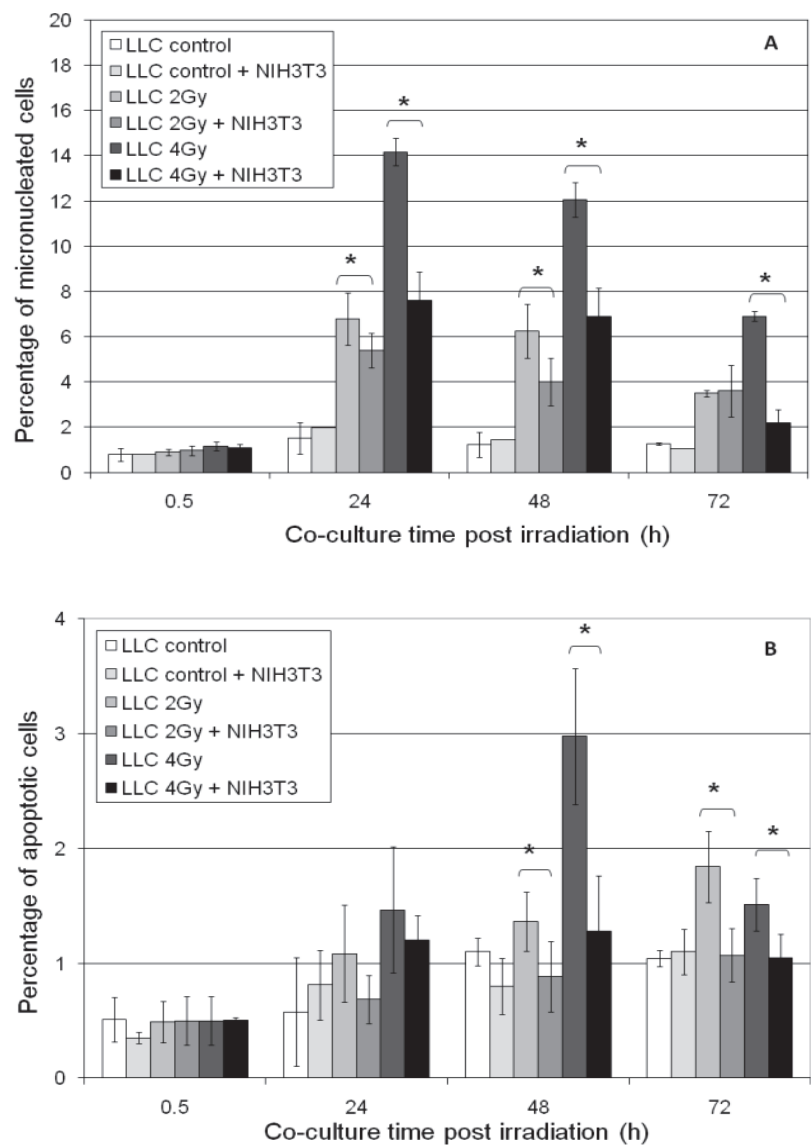 20
18
16
14
12
10
8
6
4
2
0
Percentage of micronucleated cells
LLC control
LLC control + NIH3T3
LLC 2Gy
LLC 2Gy + NIH3T3
LLC 4Gy
LLC 4Gy + NIH3T3
A
* * * * *
0.5 24 48 72
Co-culture time post irradiation (h)
4
3
2
1
0
Percentage of apoptotic cells
LLC control
LLC control + NIH3T3
LLC 2Gy
LLC 2Gy + NIH3T3
LLC 4Gy
LLC 4Gy + NIH3T3
B
* * * *
0.5 24 48 72
Co-culture time post irradiation (h)